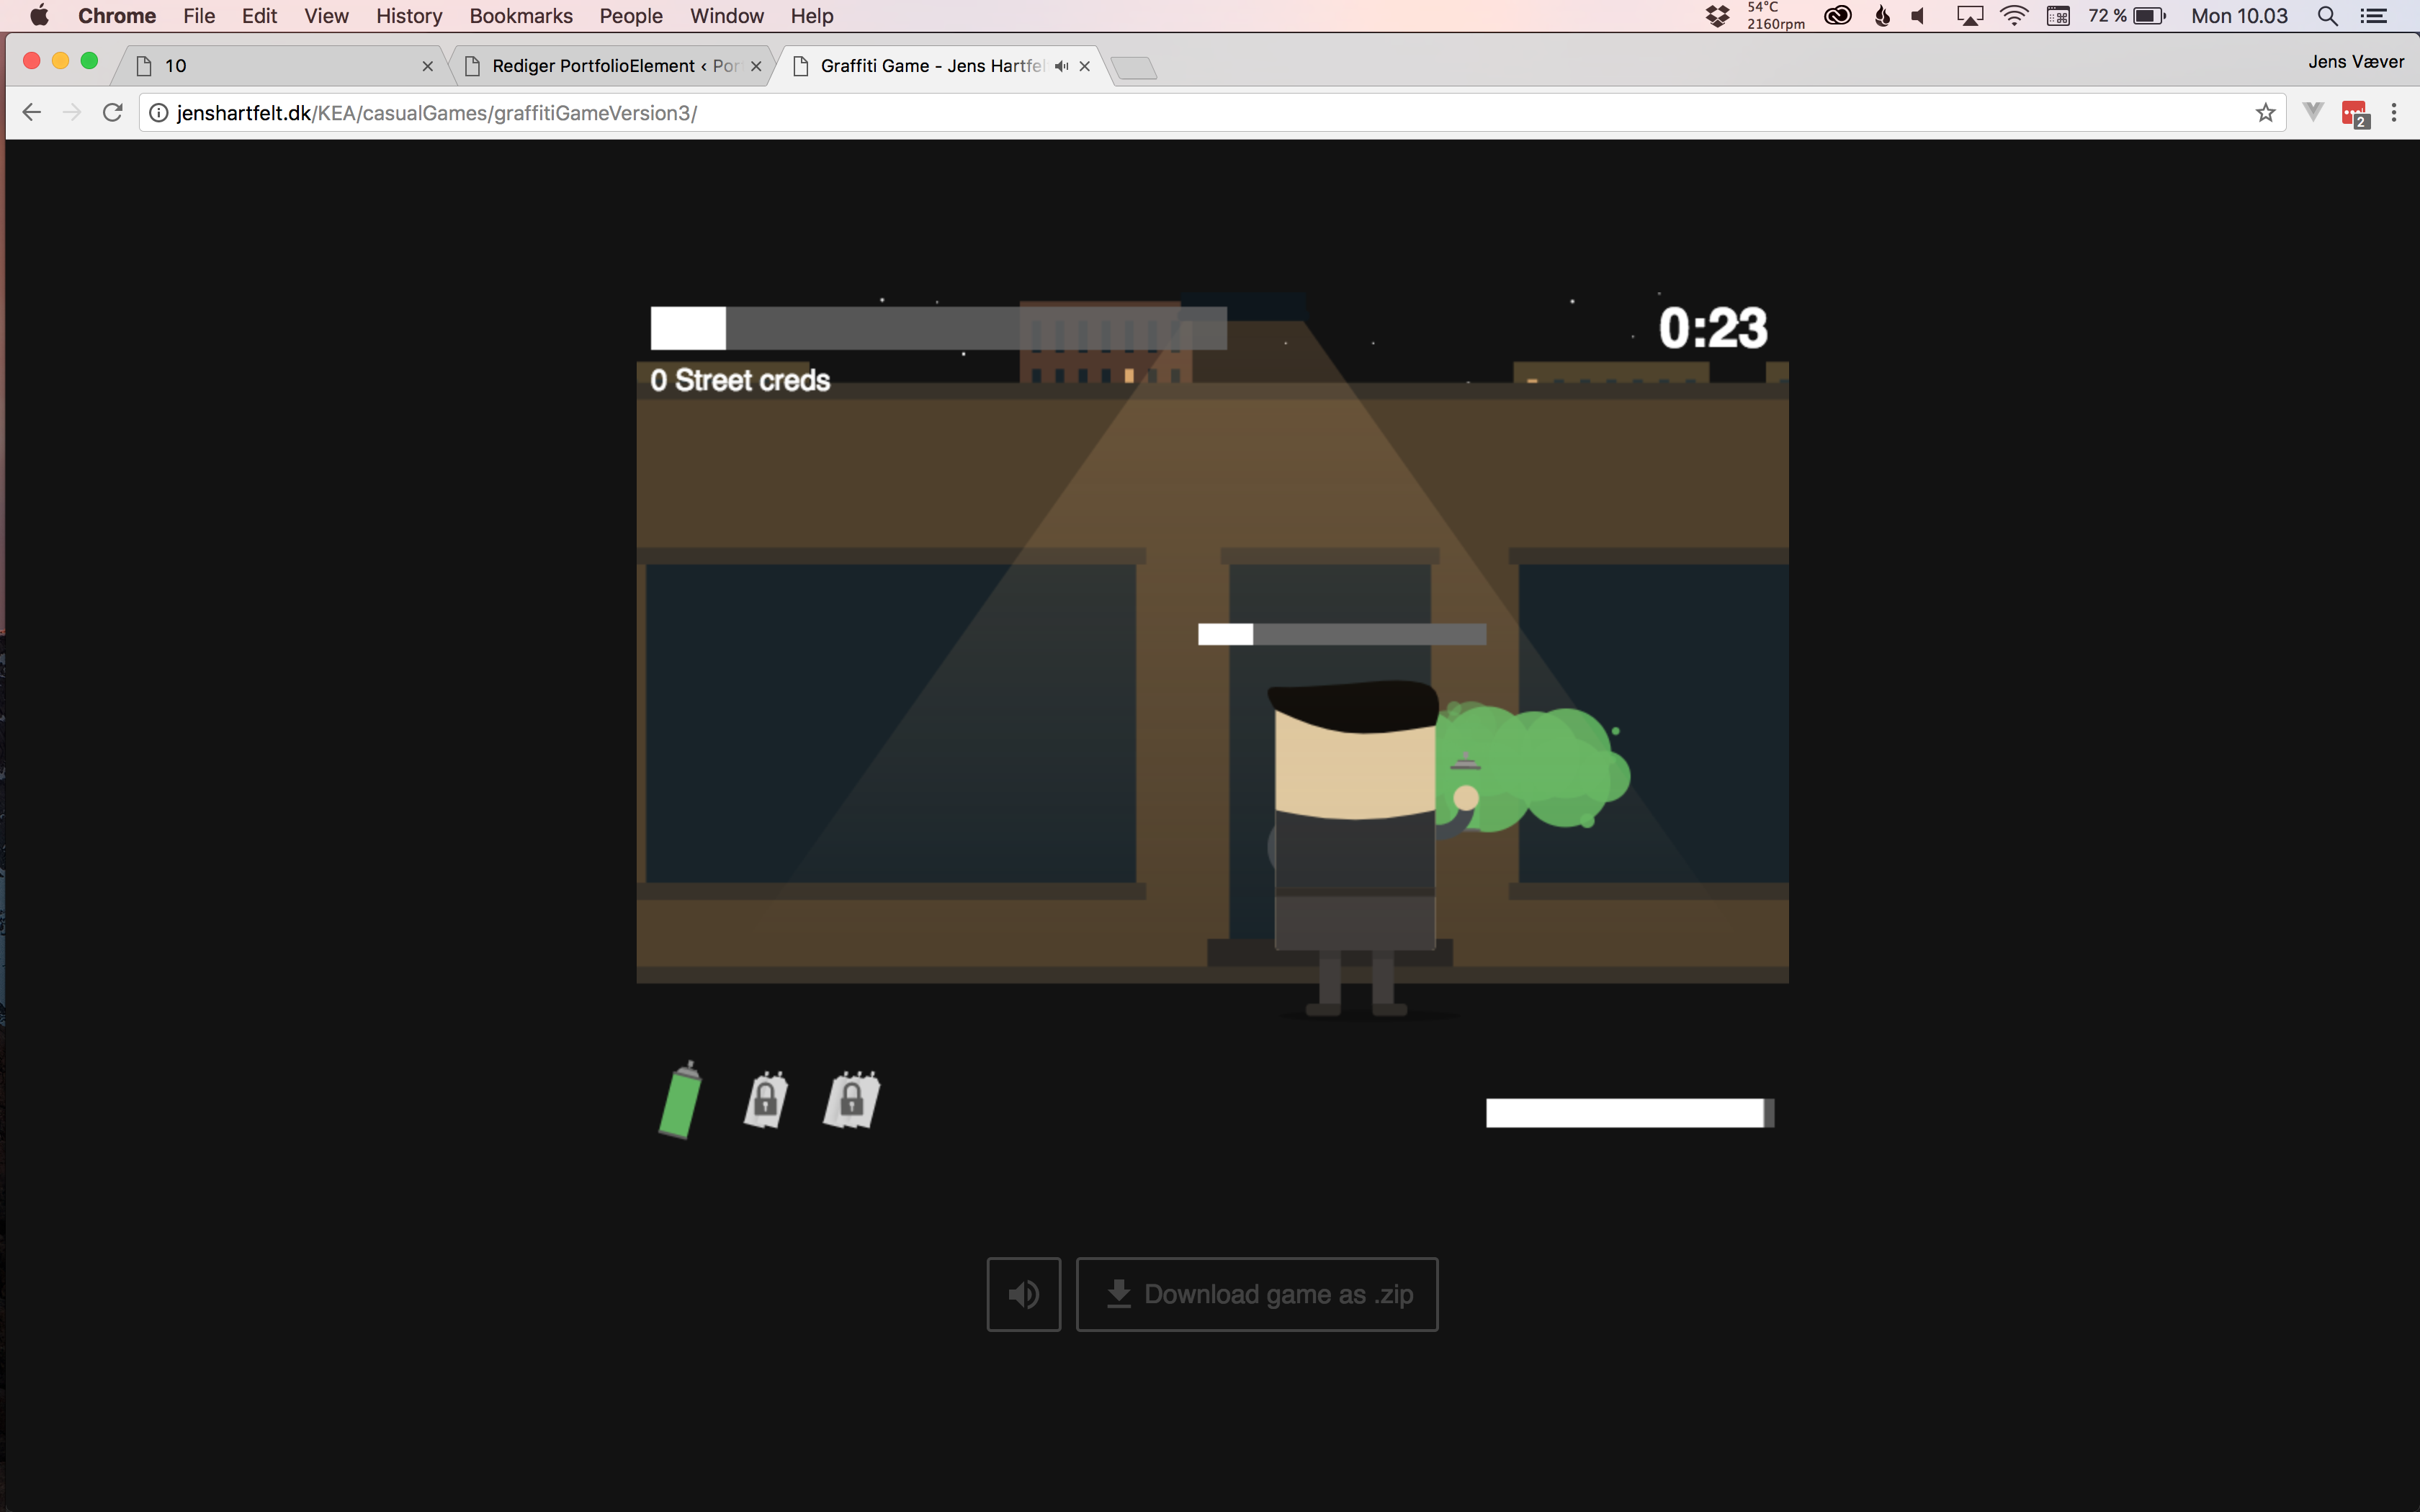 Chrome File Edit View History Bookmarks People Window Help 54°C 2160rpm 72 % Mon 10.03
10 Rediger PortfolioElement ‹ Por Graffiti Game - Jens Hartfel Jens Væver
jenshartfelt.dk/KEA/casualGames/graffitiGameVersion3/ 2
0:23
0 Street creds
Download game as .zip